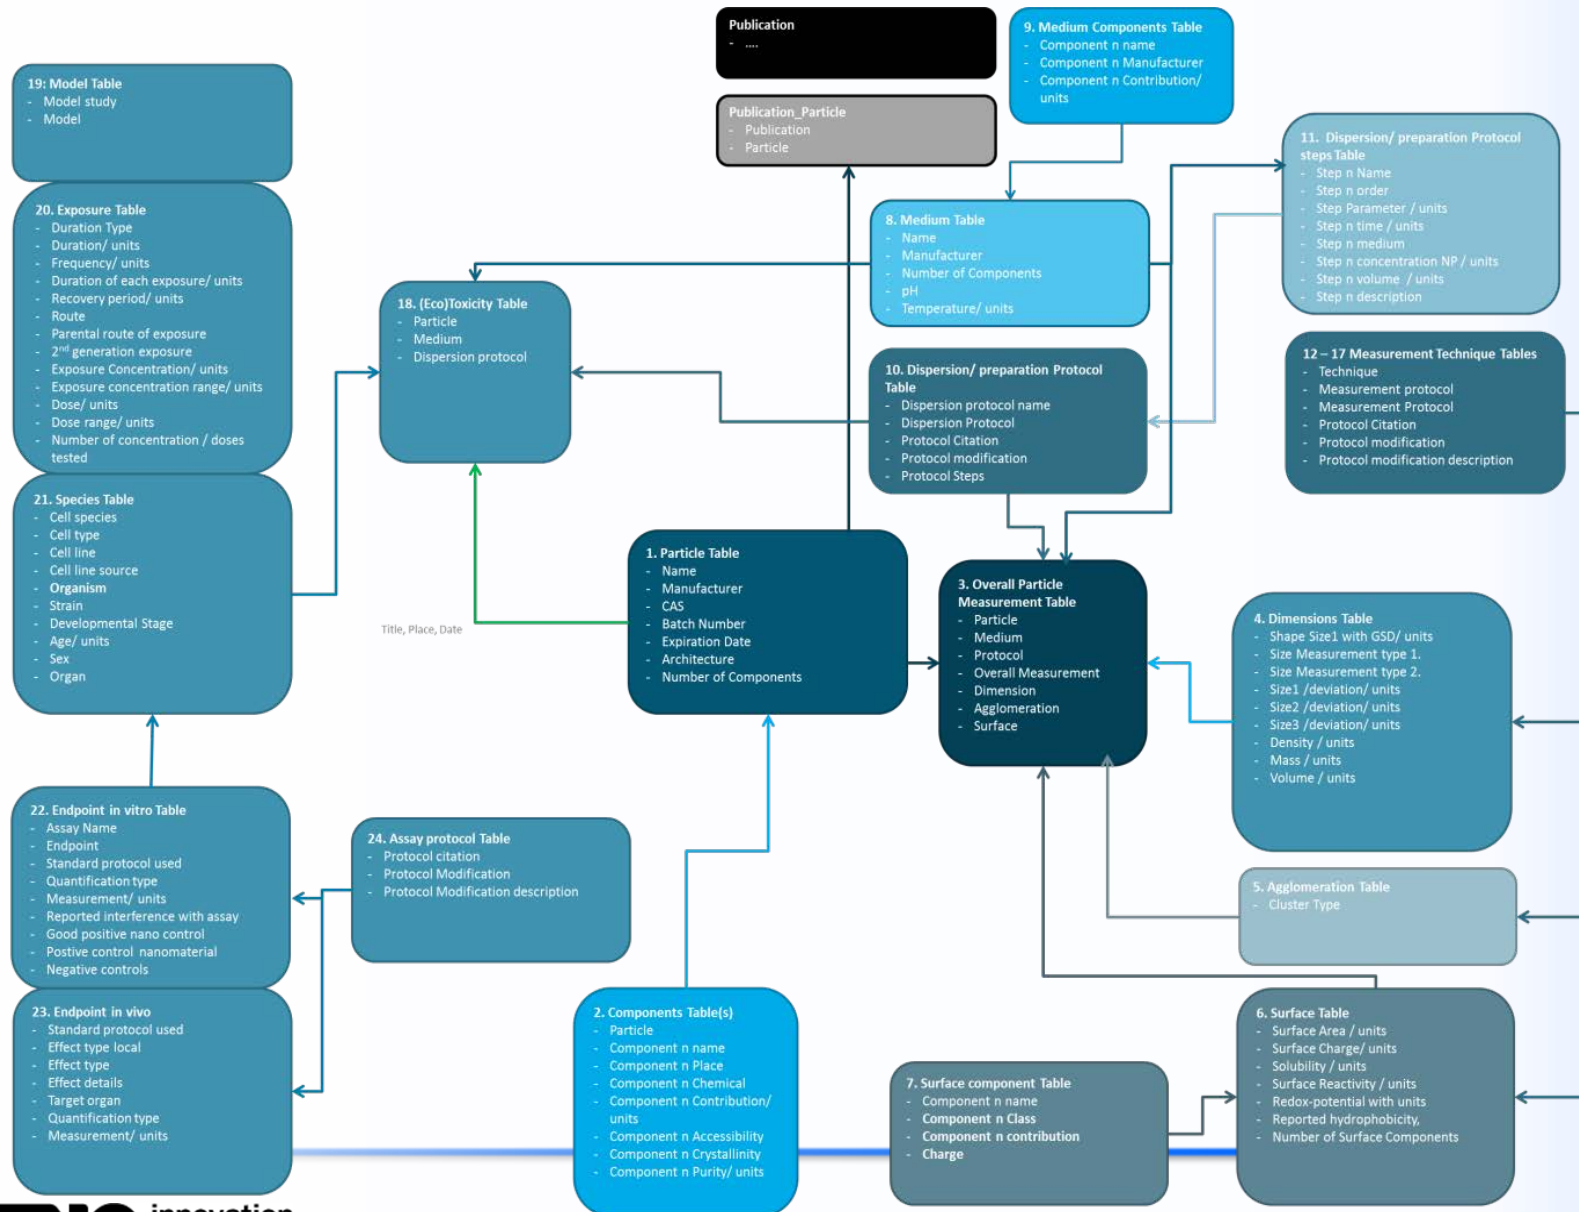 Publication
- ....
9. Medium Components Table
- Component n name
- Component n Manufacturer
- Component n Contribution/
units
19: Model Table
- Model study
- Model
Publication_Particle
- Publication
- Particle
11. Dispersion/ preparation Protocol
steps Table
- Step n Name
- Step n order
- Step Parameter / units
- Step n time / units
- Step n medium
- Step n concentration NP / units
- Step n volume / units
- Step n description
20. Exposure Table
- Duration Type
- Duration/ units
- Frequency/ units
- Duration of each exposure/ units
- Recovery period/ units
- Route
- Parental route of exposure
- 2nd generation exposure
- Exposure Concentration/ units
- Exposure concentration range/ units
- Dose/ units
- Dose range/ units
- Number of concentration / doses
tested
8. Medium Table
- Name
- Manufacturer
- Number of Components
- pH
- Temperature/ units
18. (Eco)Toxicity Table
- Particle
- Medium
- Dispersion protocol
12 – 17 Measurement Technique Tables
- Technique
- Measurement protocol
- Measurement Protocol
- Protocol Citation
- Protocol modification
- Protocol modification description
10. Dispersion/ preparation Protocol
Table
- Dispersion protocol name
- Dispersion Protocol
- Protocol Citation
- Protocol modification
- Protocol Steps
21. Species Table
- Cell species
- Cell type
- Cell line
- Cell line source
- Organism
- Strain
- Developmental Stage
- Age/ units
- Sex
- Organ
Title, Place, Date
1. Particle Table
- Name
- Manufacturer
- CAS
- Batch Number
- Expiration Date
- Architecture
- Number of Components
3. Overall Particle
Measurement Table
- Particle
- Medium
- Protocol
- Overall Measurement
- Dimension
- Agglomeration
- Surface
4. Dimensions Table
- Shape Size1 with GSD/ units
- Size Measurement type 1.
- Size Measurement type 2.
- Size1 /deviation/ units
- Size2 /deviation/ units
- Size3 /deviation/ units
- Density / units
- Mass / units
- Volume / units
22. Endpoint in vitro Table
- Assay Name
- Endpoint
- Standard protocol used
- Quantification type
- Measurement/ units
- Reported interference with assay
- Good positive nano control
- Postive control nanomaterial
- Negative controls
24. Assay protocol Table
- Protocol citation
- Protocol Modification
- Protocol Modification description
5. Agglomeration Table
- Cluster Type
23. Endpoint in vivo
- Standard protocol used
- Effect type local
- Effect type
- Effect details
- Target organ
- Quantification type
- Measurement/ units
2. Components Table(s)
- Particle
- Component n name
- Component n Place
- Component n Chemical
- Component n Contribution/
units
- Component n Accessibility
- Component n Crystallinity
- Component n Purity/ units
7. Surface component Table
- Component n name
- Component n Class
- Component n contribution
- Charge
6. Surface Table
- Surface Area / units
- Surface Charge/ units
- Solubility / units
- Surface Reactivity / units
- Redox-potential with units
- Reported hydrophobicity,
- Number of Surface Components
innovation